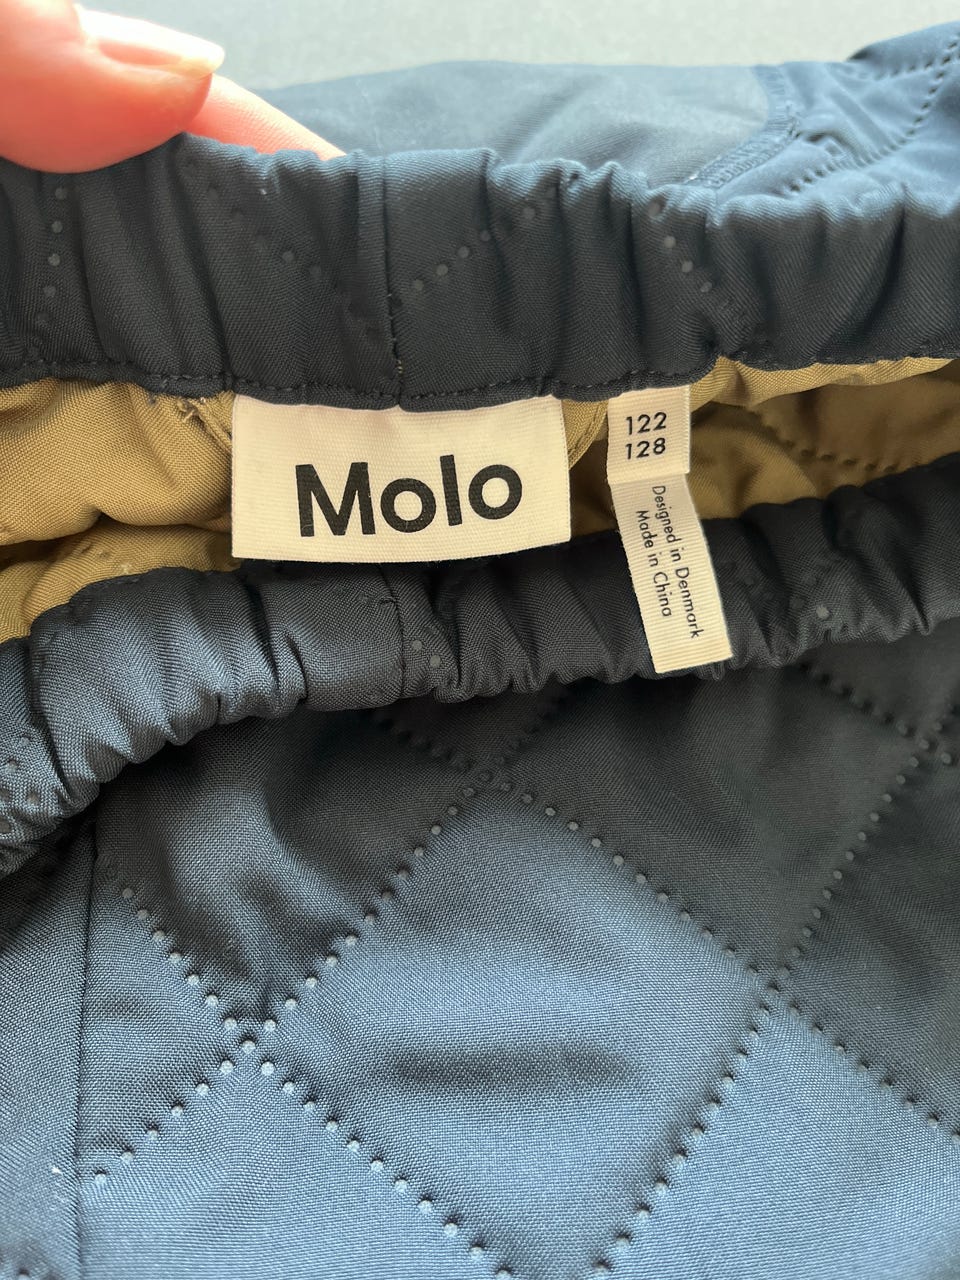 Molo
122
128
Designed in Denmark
Made in China